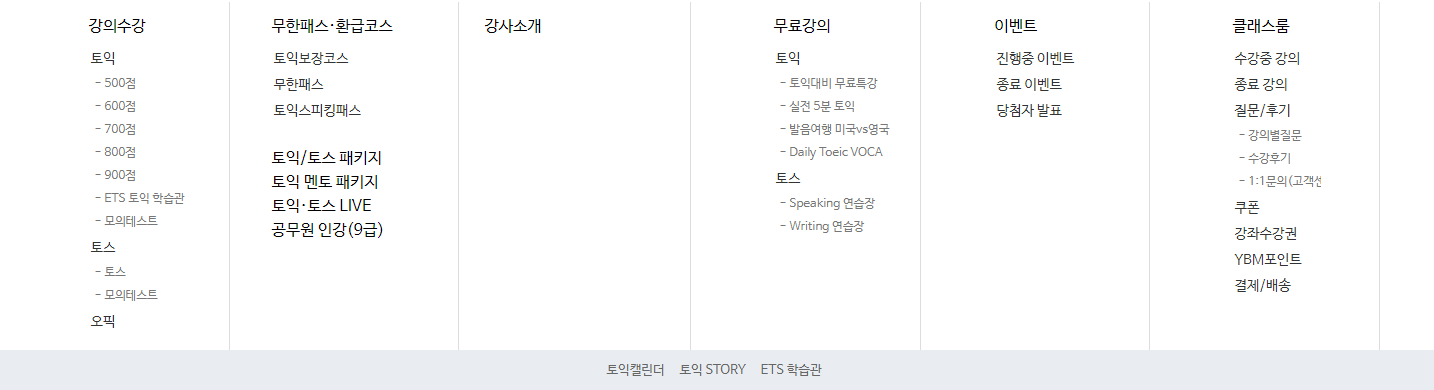 강의수강
토익
- 500점
- 600점
- 700점
- 800점
- 900점
- ETS 토익 학습관
- 모의테스트
토스
- 토스
- 모의테스트
오픽
무한패스·환급코스
토익보장코스
무한패스
토익스피킹패스
토익/토스 패키지
토익 멘토 패키지
토익·토스 LIVE
공무원 인강(9급)
강사소개
무료강의
토익
- 토익대비 무료특강
- 실전 5분 토익
- 발음여행 미국vs영국
- Daily Toeic VOCA
토스
- Speaking 연습장
- Writing 연습장
이벤트
진행중 이벤트
종료 이벤트
당첨자 발표
클래스룸
수강중 강의
종료 강의
질문/후기
- 강의별질문
- 수강후기
- 1:1문의(고객센
쿠폰
강좌수강권
YBM포인트
결제/배송
토익캘린더 토익 STORY ETS 학습관